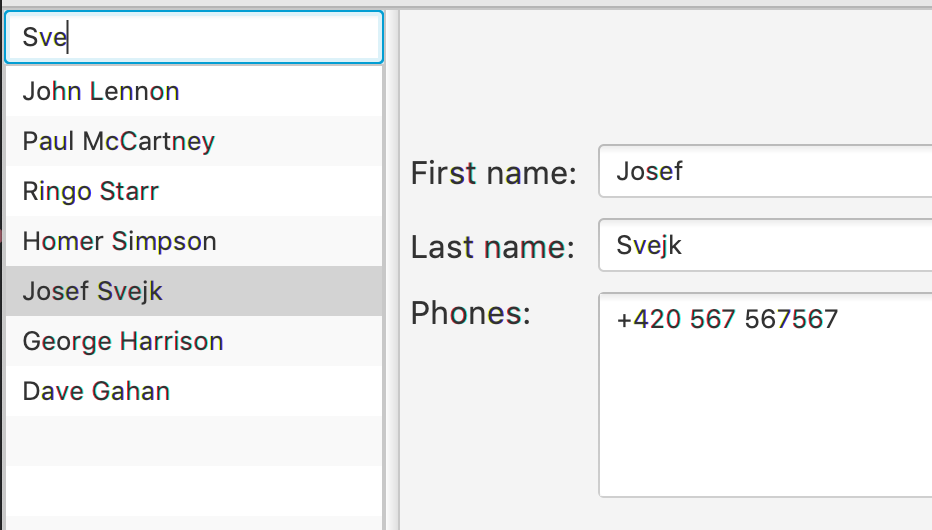 Sve
John Lennon
Paul McCartney
Ringo Starr
Homer Simpson
Josef Svejk
George Harrison
Dave Gahan
First name: Josef
Last name: Svejk
Phones: +420 567 567567